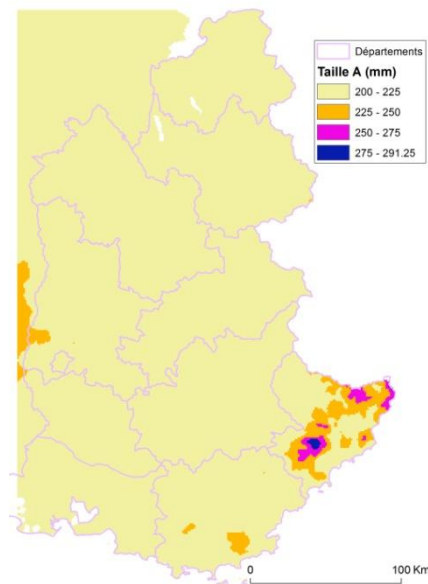 Départements
Taille A (mm)
200 - 225
225 - 250
250 - 275
275 - 291.25
0 100 Km